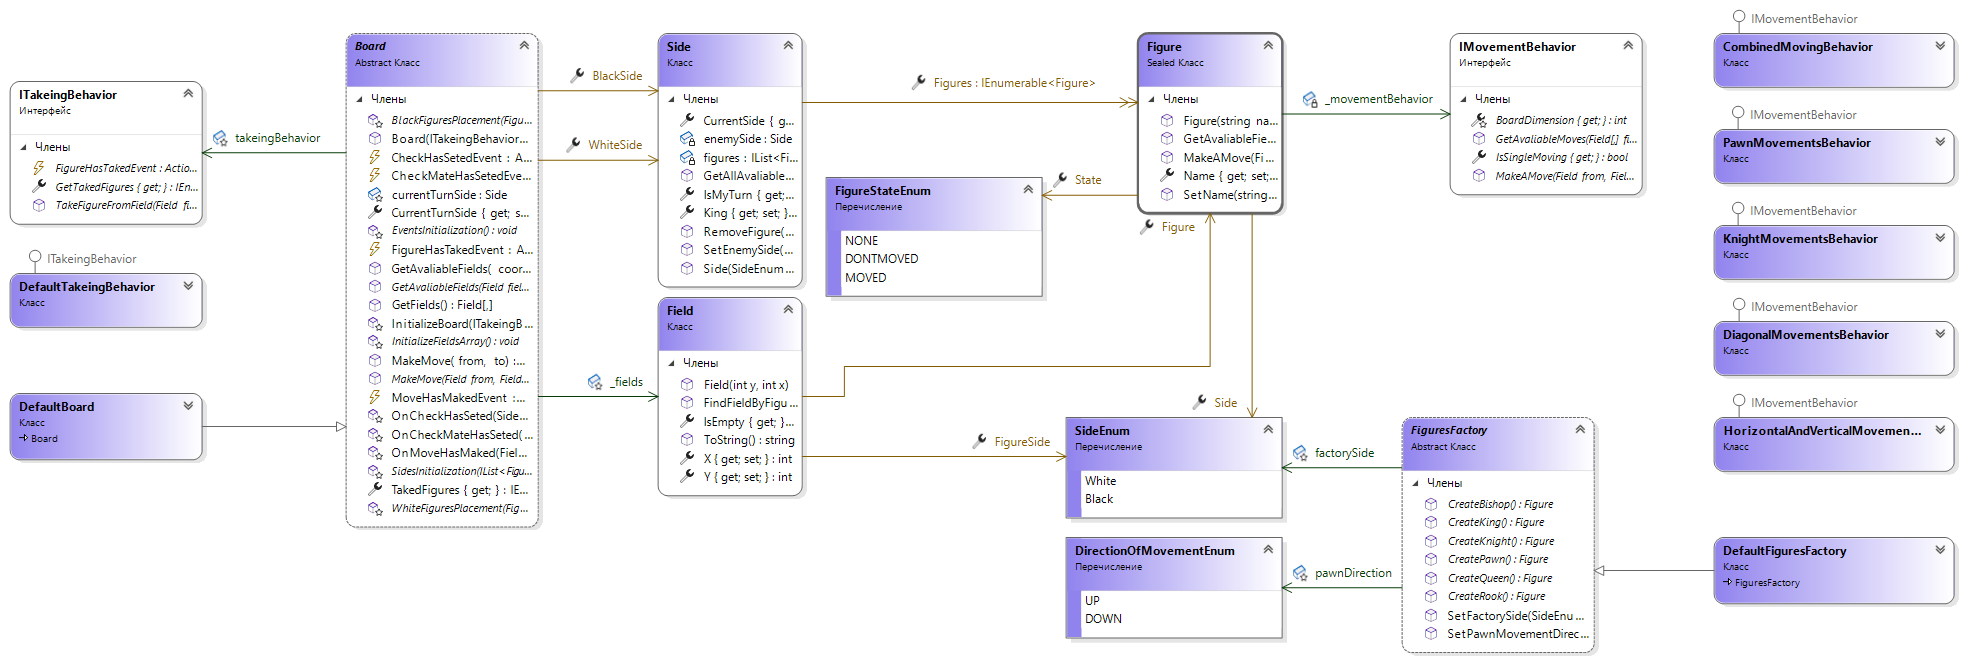 ITakeingBehavior
Интерфейс
Члены
FigureHasTakedEvent : Actio...
GetTakedFigures { get; } : IEn...
TakeFigureFromField(Field fi...
takeingBehavior
ITakeingBehavior
DefaultTakeingBehavior
Класс
DefaultBoard
Класс
Board
Board
Abstract Класс
Члены
BlackFiguresPlacement(Figu...
Board(ITakeingBehavior...
CheckHasSetedEvent : A...
CheckMateHasSetedEve...
currentTurnSide : Side
CurrentTurnSide { get; s...
EventsInitialization() : void
FigureHasTakedEvent : A...
GetAvaliableFields( coor...
GetAvaliableFields(Field fiel...
GetFields() : Field[,]
InitializeBoard(ITakeingB...
InitializeFieldsArray() : void
MakeMove( from, to) :...
MakeMove(Field from, Field...
MoveHasMakedEvent :...
OnCheckHasSeted(Side...
OnCheckMateHasSeted(...
OnMoveHasMaked(Fiel...
SidesInitialization(IList<Figu...
TakedFigures { get; } : IE...
WhiteFiguresPlacement(Fig...
BlackSide
WhiteSide
_fields
Side
Класс
Члены
CurrentSide { g...
enemySide : Side
figures : IList<Fi...
GetAllAvaliable...
IsMyTurn { get;...
King { get; set; }...
RemoveFigure(...
SetEnemySide(...
Side(SideEnum...
Field
Класс
Члены
Field(int y, int x)
FindFieldByFigu...
IsEmpty { get; }...
ToString() : string
X { get; set; } : int
Y { get; set; } : int
Figures : IEnumerable<Figure>
FigureStateEnum
Перечисление
NONE
DONTMOVED
MOVED
State
Figure
Side
FigureSide
Figure
Sealed Класс
Члены
Figure(string na...
GetAvaliableFie...
MakeAMove(Fi...
Name { get; set;...
SetName(string...
_movementBehavior
IMovementBehavior
Интерфейс
Члены
BoardDimension { get; } : int
GetAvaliableMoves(Field[] fi...
IsSingleMoving { get; } : bool
MakeAMove(Field from, Fiel...
SideEnum
Перечисление
White
Black
factorySide
DirectionOfMovementEnum
Перечисление
UP
DOWN
pawnDirection
FiguresFactory
Abstract Класс
Члены
CreateBishop() : Figure
CreateKing() : Figure
CreateKnight() : Figure
CreatePawn() : Figure
CreateQueen() : Figure
CreateRook() : Figure
SetFactorySide(SideEnu...
SetPawnMovementDirec...
IMovementBehavior
CombinedMovingBehavior
Класс
IMovementBehavior
PawnMovementsBehavior
Класс
IMovementBehavior
KnightMovementsBehavior
Класс
IMovementBehavior
DiagonalMovementsBehavior
Класс
IMovementBehavior
HorizontalAndVerticalMovemen...
Класс
DefaultFiguresFactory
Класс
FiguresFactory